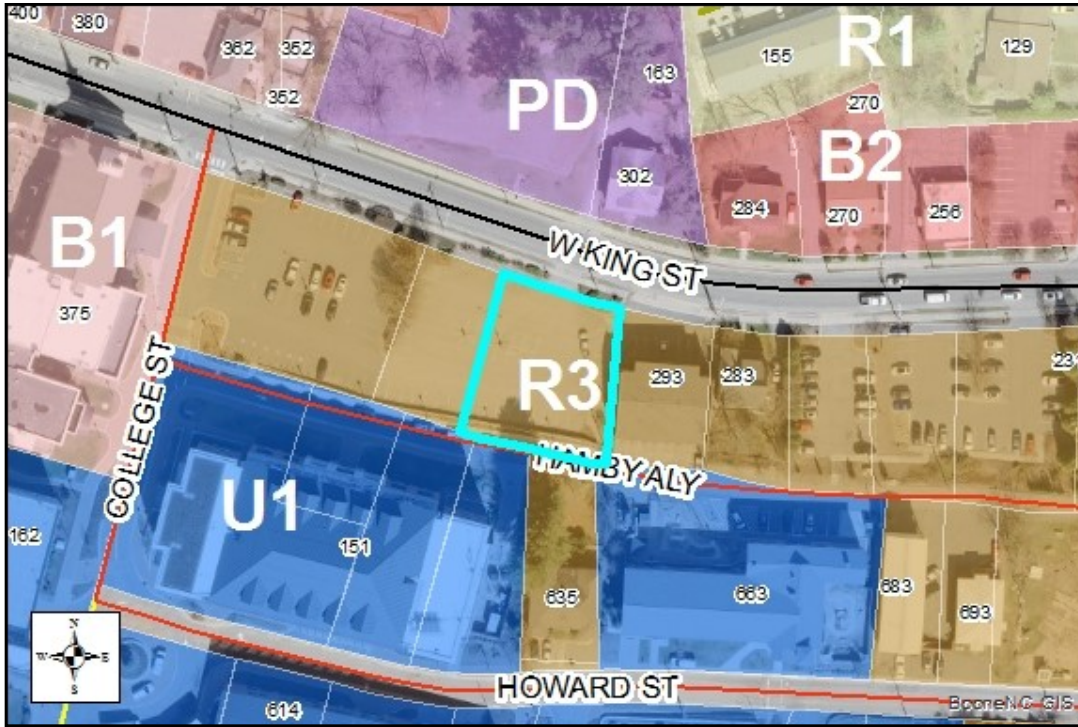 400
380
362
352
352
PD
163
155
R1
129
270
B2
302
284
270
256
W KING ST
B1
375
COLLEGE ST
R3
293
283
HAMBY ALY
U1
151
162
635
663
683
693
N
W
E
S
HOWARD ST
614
BooneNC GIS